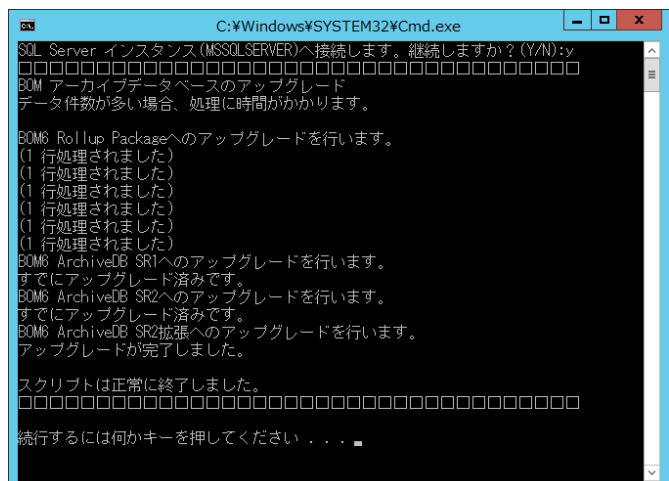 C:¥Windows¥SYSTEM32¥Cmd.exe
SQL Server インスタンス(MSSQLSERVER)へ接続します。継続しますか？(Y/N):y
□□□□□□□□□□□□□□□□□□□□□□□□□□□□□□□□□□□
BOM アーカイブデータベースのアップグレード
データ件数が多い場合、処理に時間がかかります。
BOM6 Rollup Packageへのアップグレードを行います。
(1 行処理されました)
(1 行処理されました)
(1 行処理されました)
(1 行処理されました)
(1 行処理されました)
(1 行処理されました)
BOM6 ArchiveDB SR1へのアップグレードを行います。
すでにアップグレード済みです。
BOM6 ArchiveDB SR2へのアップグレードを行います。
すでにアップグレード済みです。
BOM6 ArchiveDB SR2拡張へのアップグレードを行います。
アップグレードが完了しました。
スクリプトは正常に終了しました。
□□□□□□□□□□□□□□□□□□□□□□□□□□□□□□□□□□□
続行するには何かキーを押してください . . .